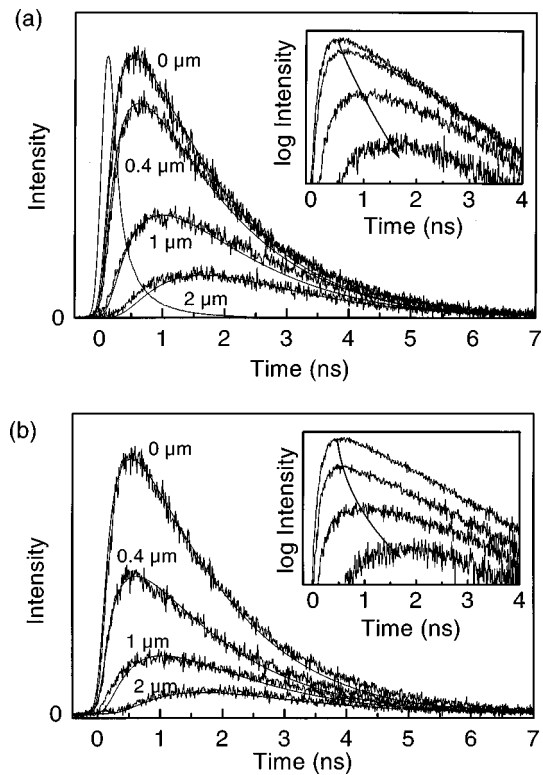 (a)
Intensity
0
0 µm
0.4 µm
1 µm
2 µm
0 1 2 3 4 5 6 7
Time (ns)
log Intensity
0 1 2 3 4
Time (ns)
(b)
Intensity
0
0 µm
0.4 µm
1 µm
2 µm
0 1 2 3 4 5 6 7
Time (ns)
log Intensity
0 1 2 3 4
Time (ns)